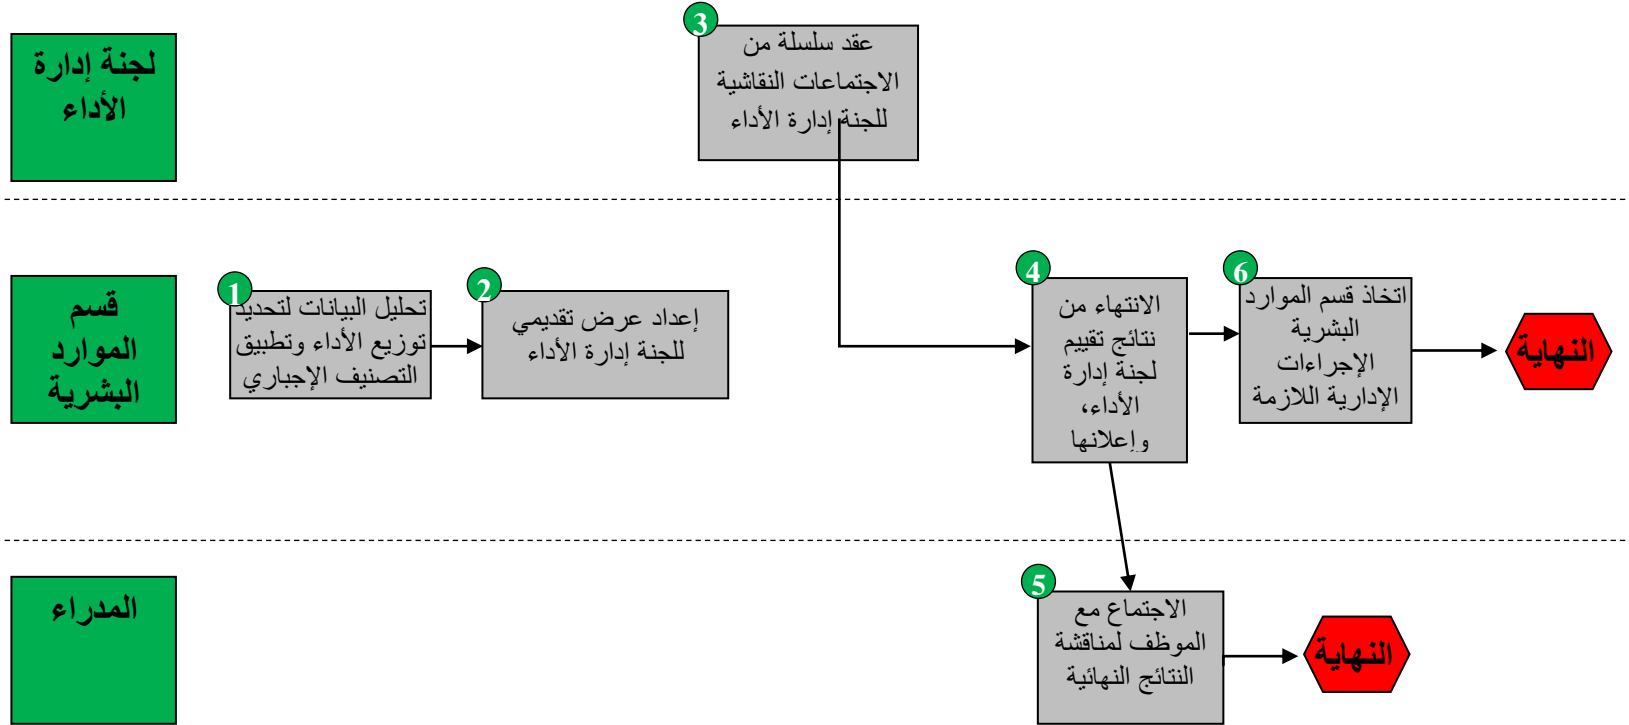 لجنة إدارة
الأداء
3
عقد سلسلة من
الاجتماعات النقاشية
للجنة إدارة الأداء
قسم
الموارد
البشرية
1
تحليل البيانات لتحديد
توزيع الأداء وتطبيق
التصنيف الإجباري
2
إعداد عرض تقديمي
للجنة إدارة الأداء
4
الانتهاء من
نتائج تقييم
لجنة إدارة
الأداء،
وإعلانها
6
اتخاذ قسم الموارد
البشرية
الإجراءات
الإدارية اللازمة
النهاية
المدراء
5
الاجتماع مع
الموظف لمناقشة
النتائج النهائية
النهاية